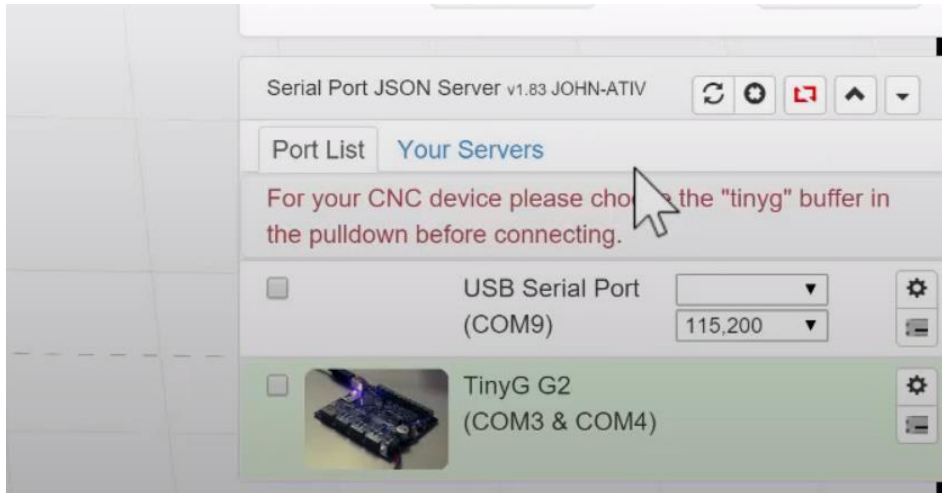 Serial Port JSON Server v1.83 JOHN-ATIV
Port List Your Servers
For your CNC device please choose the "tinyg" buffer in
the pulldown before connecting.
USB Serial Port
(COM9) 115,200
TinyG G2
(COM3 & COM4)